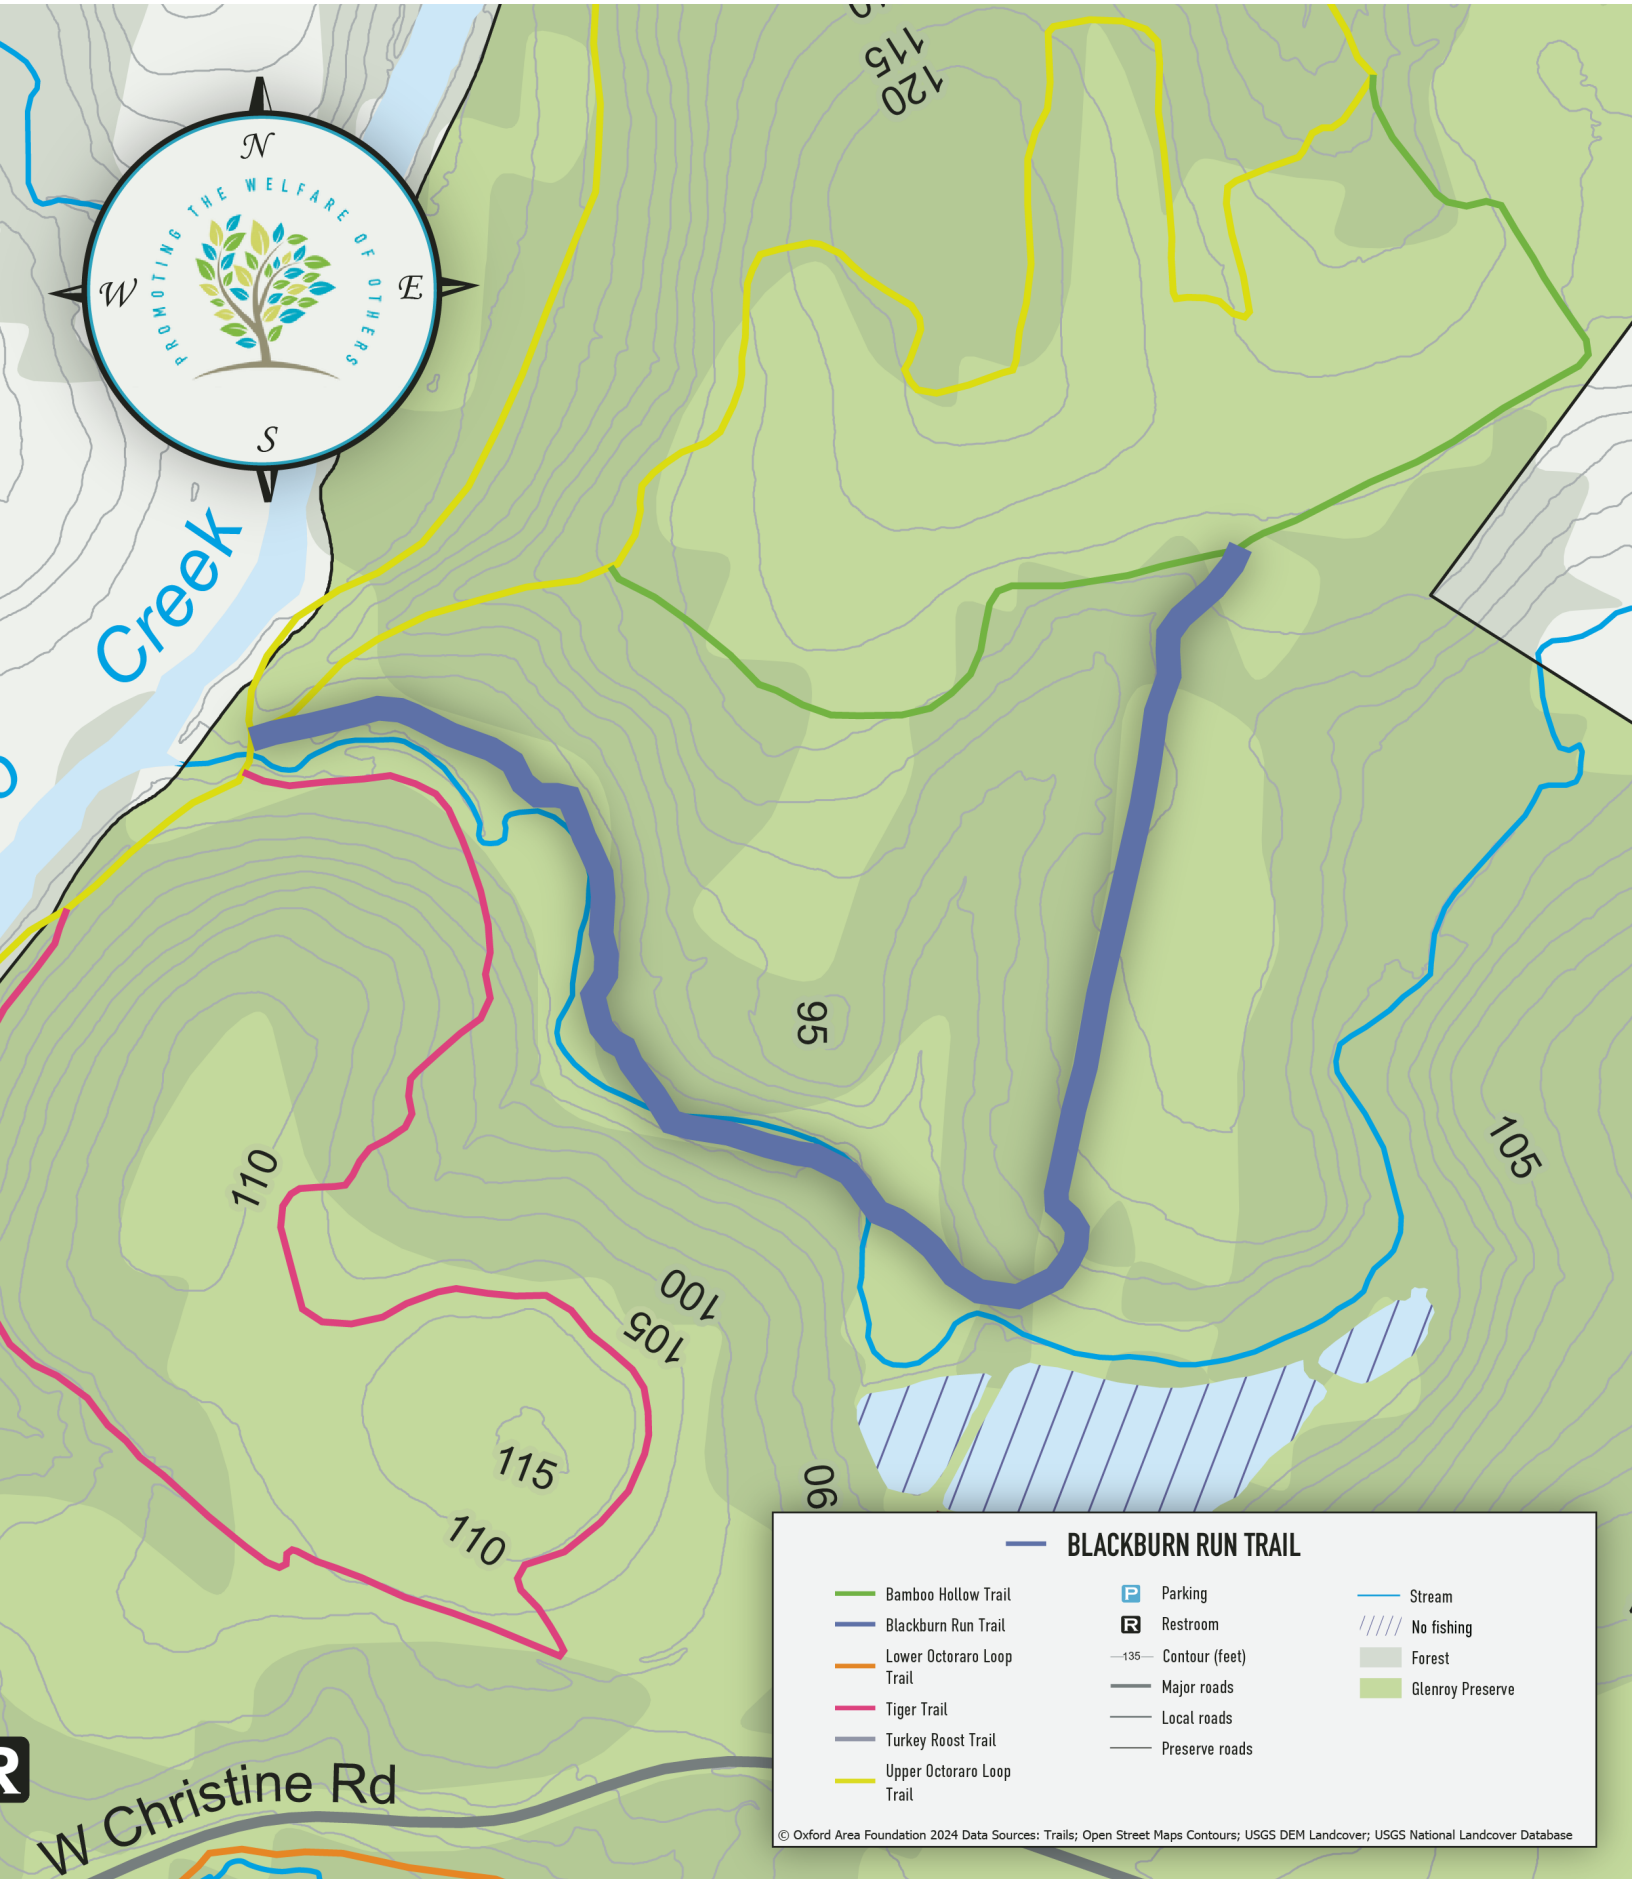 115
120
N
W
E
S
PROMOTING THE WELFARE OF OTHERS
Creek
95
110
105
100
105
115
110
90
R
W Christine Rd
BLACKBURN RUN TRAIL
Bamboo Hollow Trail
Blackburn Run Trail
Lower Octoraro Loop
Trail
Tiger Trail
Turkey Roost Trail
Upper Octoraro Loop
Trail
P Parking
R Restroom
135 Contour (feet)
Major roads
Local roads
Preserve roads
Stream
No fishing
Forest
Glenroy Preserve
© Oxford Area Foundation 2024 Data Sources: Trails; Open Street Maps Contours; USGS DEM Landcover; USGS National Landcover Database